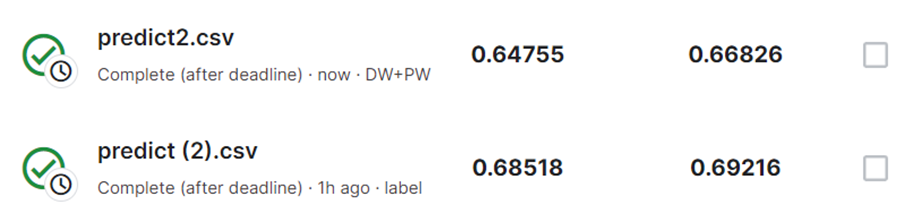 predict2.csv
0.64755 0.66826
Complete (after deadline) · now · DW+PW
predict (2).csv
0.68518 0.69216
Complete (after deadline) · 1h ago · label